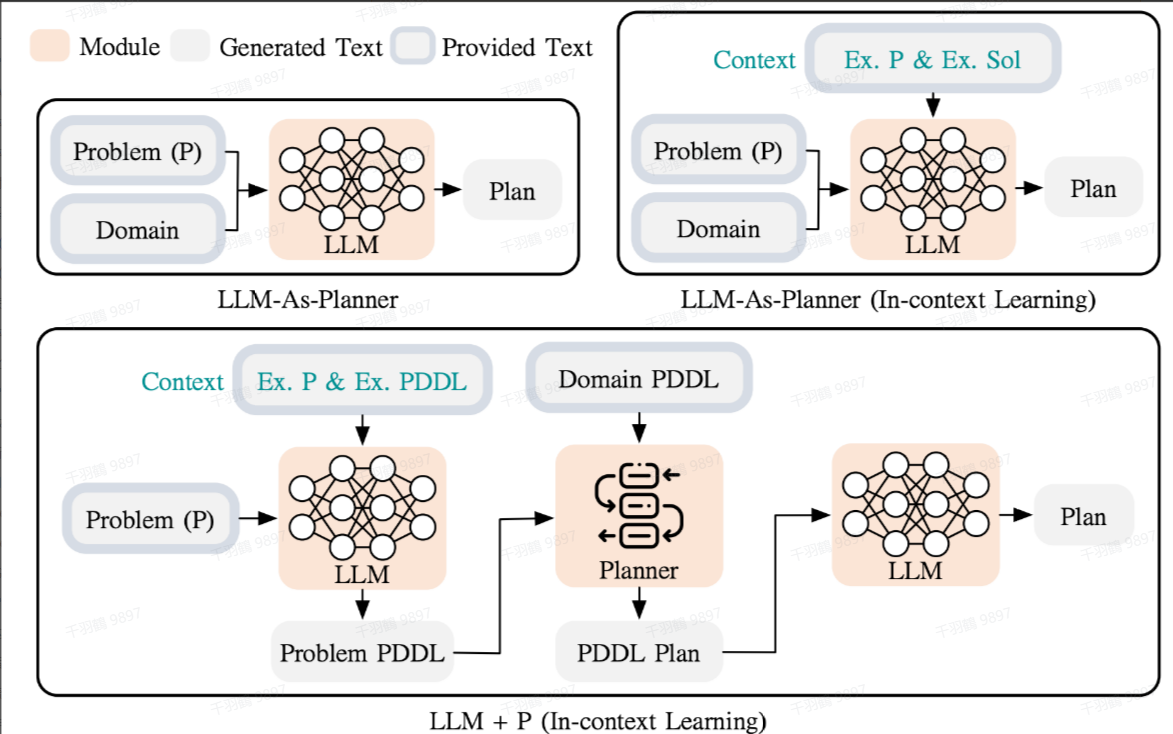 Module Generated Text Provided Text
Problem (P)
Domain
LLM
Plan
LLM-As-Planner
Context Ex. P & Ex. Sol
Problem (P)
Domain
LLM
Plan
LLM-As-Planner (In-context Learning)
Context Ex. P & Ex. PDDL
Domain PDDL
Problem (P)
LLM
Planner
LLM
Plan
Problem PDDL
PDDL Plan
LLM + P (In-context Learning)
千羽鹤 9897